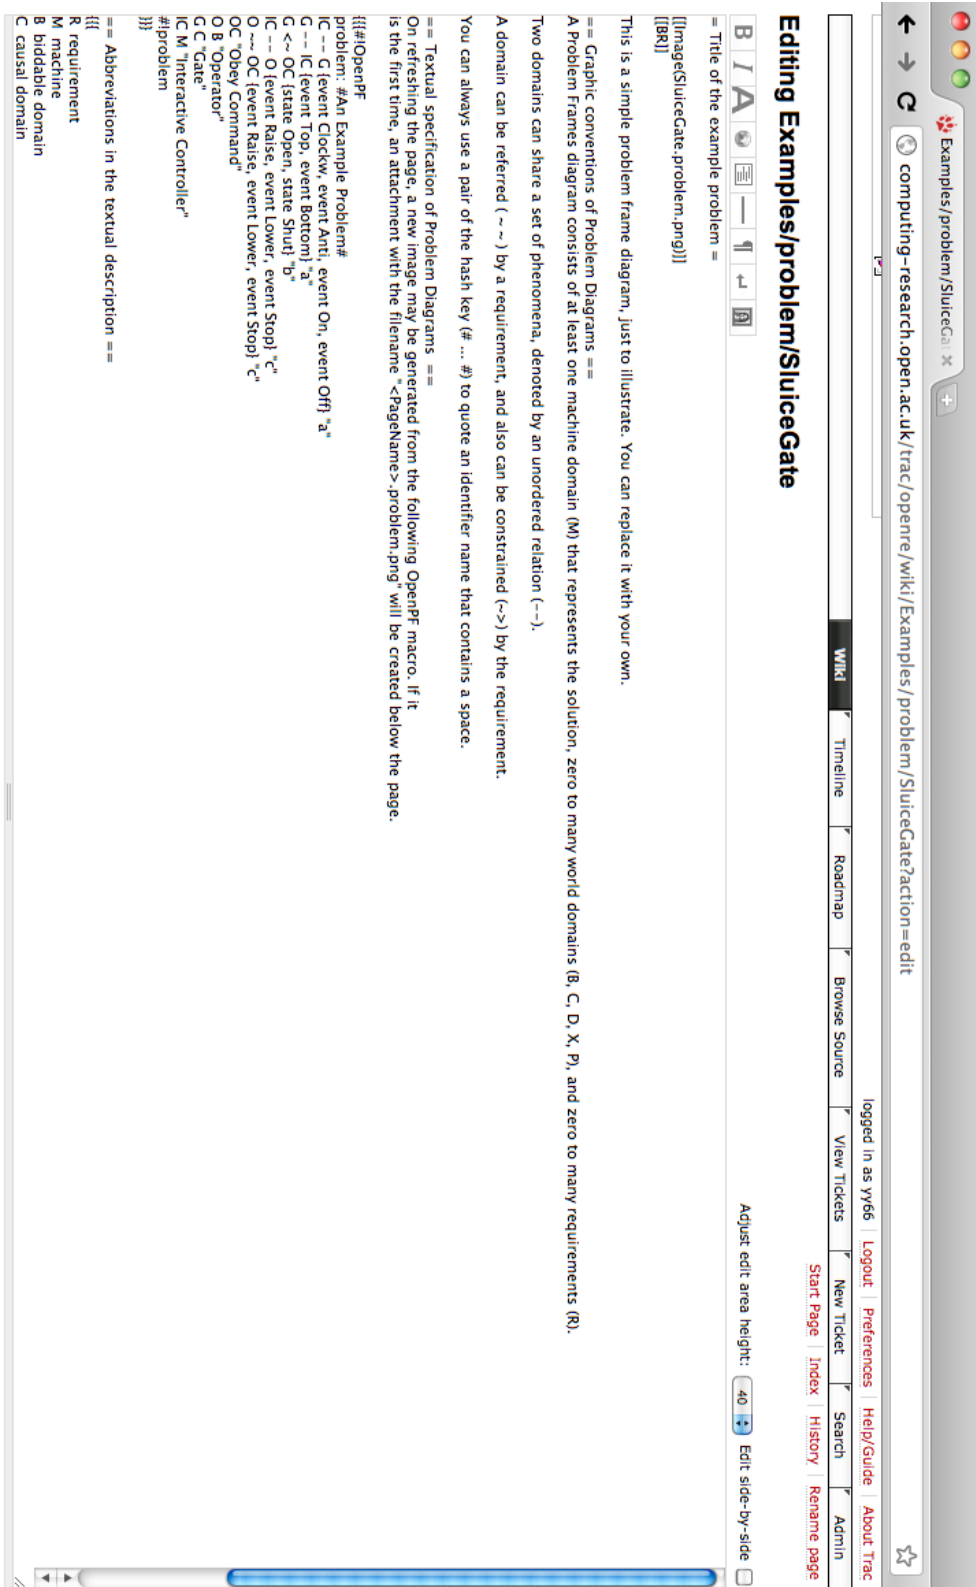 Examples/problem/SluiceGat
computing-research.open.ac.uk/trac/openre/wiki/Examples/problem/SluiceGate?action=edit
logged in as yy66 | Logout | Preferences | Help/Guide | About Trac
Wiki Timeline Roadmap Browse Source View Tickets New Ticket Search Admin
Start Page | Index | History | Rename page
Editing Examples/problem/SluiceGate
Adjust edit area height: 40 Edit side-by-side
B I A
= Title of the example problem =
[[Image(SluiceGate.problem.png)]]
[[BR]]
This is a simple problem frame diagram, just to illustrate. You can replace it with your own.
== Graphic conventions of Problem Diagrams ==
A Problem Frames diagram consists of at least one machine domain (M) that represents the solution, zero to many world domains (B, C, D, X, P), and zero to many requirements (R).
Two domains can share a set of phenomena, denoted by an unordered relation (--).
A domain can be referred (~~) by a requirement, and also can be constrained (~>) by the requirement.
You can always use a pair of the hash key (# ... #) to quote an identifier name that contains a space.
== Textual specification of Problem Diagrams ==
On refreshing the page, a new image may be generated from the following OpenPF macro. If it
is the first time, an attachment with the filename "<PageName>.problem.png" will be created below the page.
{{{#!OpenPF
problem: #An Example Problem#
IC -- G {event Clockw, event Anti, event On, event Off} "a"
G -- IC {event Top, event Bottom} "a"
G <~ OC {state Open, state Shut} "b"
IC -- O {event Raise, event Lower, event Stop} "c"
O ~~ OC {event Raise, event Lower, event Stop} "c"
OC "Obey Command"
O B "Operator"
G C "Gate"
IC M "Interactive Controller"
#!problem
}}}
== Abbreviations in the textual description ==
{{{
R requirement
M machine
B biddable domain
C causal domain